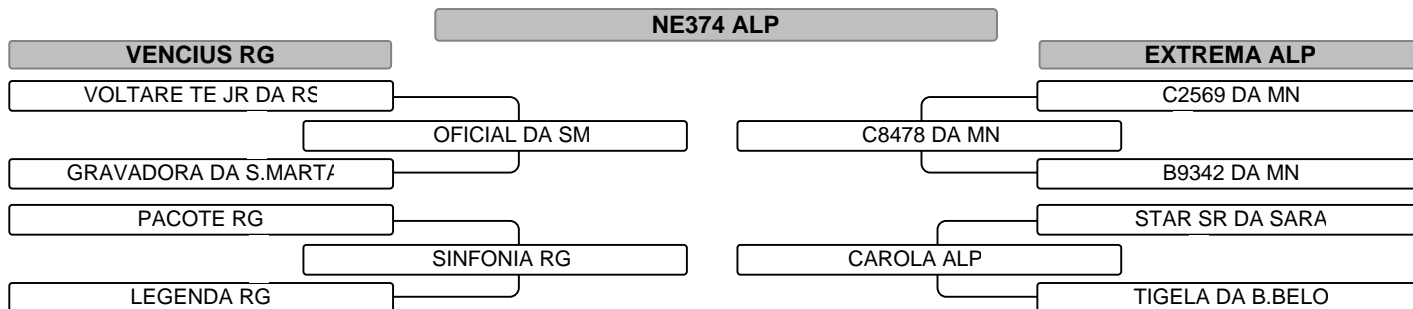 NE374 ALP
VENCIUS RG
EXTREMA ALP
VOLTARE TE JR DA RS
C2569 DA MN
OFICIAL DA SM
C8478 DA MN
GRAVADORA DA S.MARTA
B9342 DA MN
PACOTE RG
STAR SR DA SARA
SINFONIA RG
CAROLA ALP
LEGENDA RG
TIGELA DA B.BELO